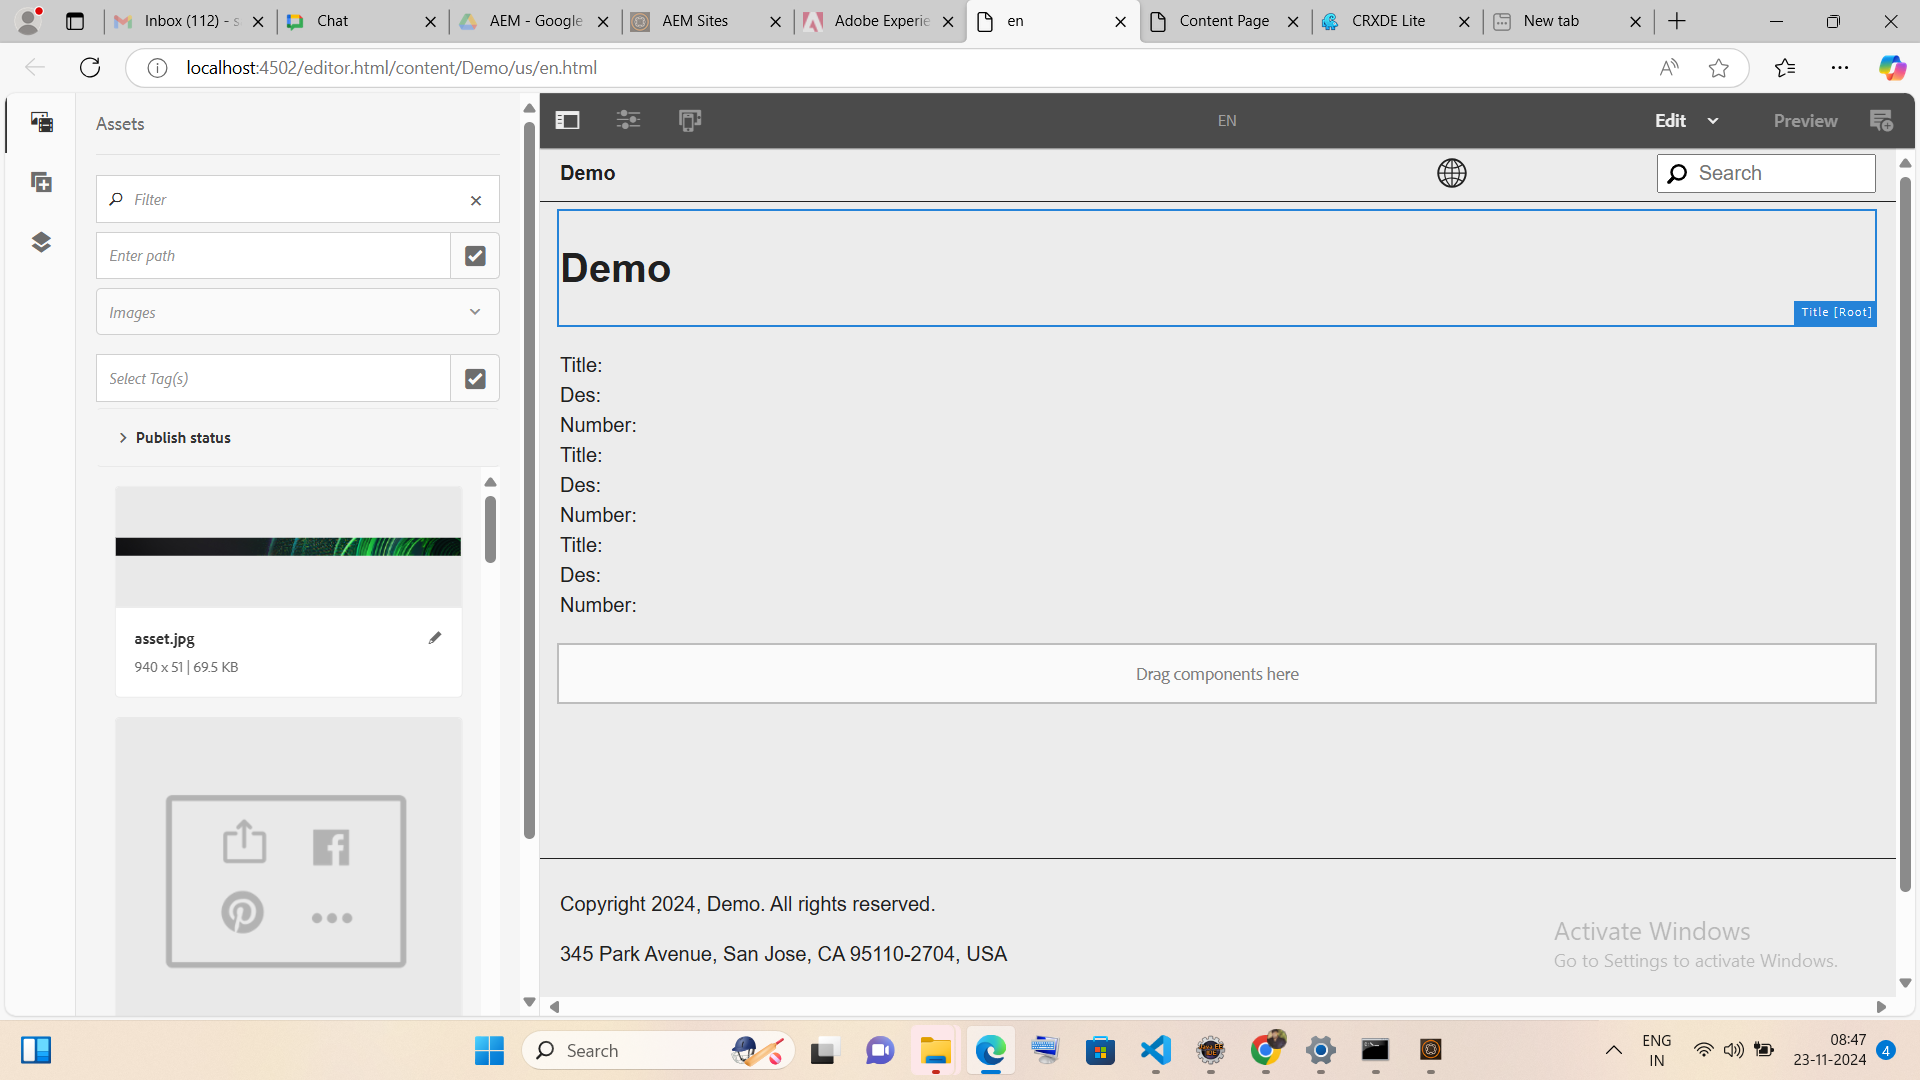 Inbox (112) - s
Chat
AEM - Google
AEM Sites
Adobe Experie
en
Content Page
CRXDE Lite
New tab
localhost:4502/editor.html/content/Demo/us/en.html
Assets
Filter
Enter path
Images
Select Tag(s)
Publish status
asset.jpg
940 x 51 | 69.5 KB
EN
Edit
Preview
Demo
Search
Demo
Title [Root]
Title:
Des:
Number:
Title:
Des:
Number:
Title:
Des:
Number:
Drag components here
Copyright 2024, Demo. All rights reserved.
345 Park Avenue, San Jose, CA 95110-2704, USA
Activate Windows
Go to Settings to activate Windows.
Search
ENG
IN
08:47
23-11-2024
4